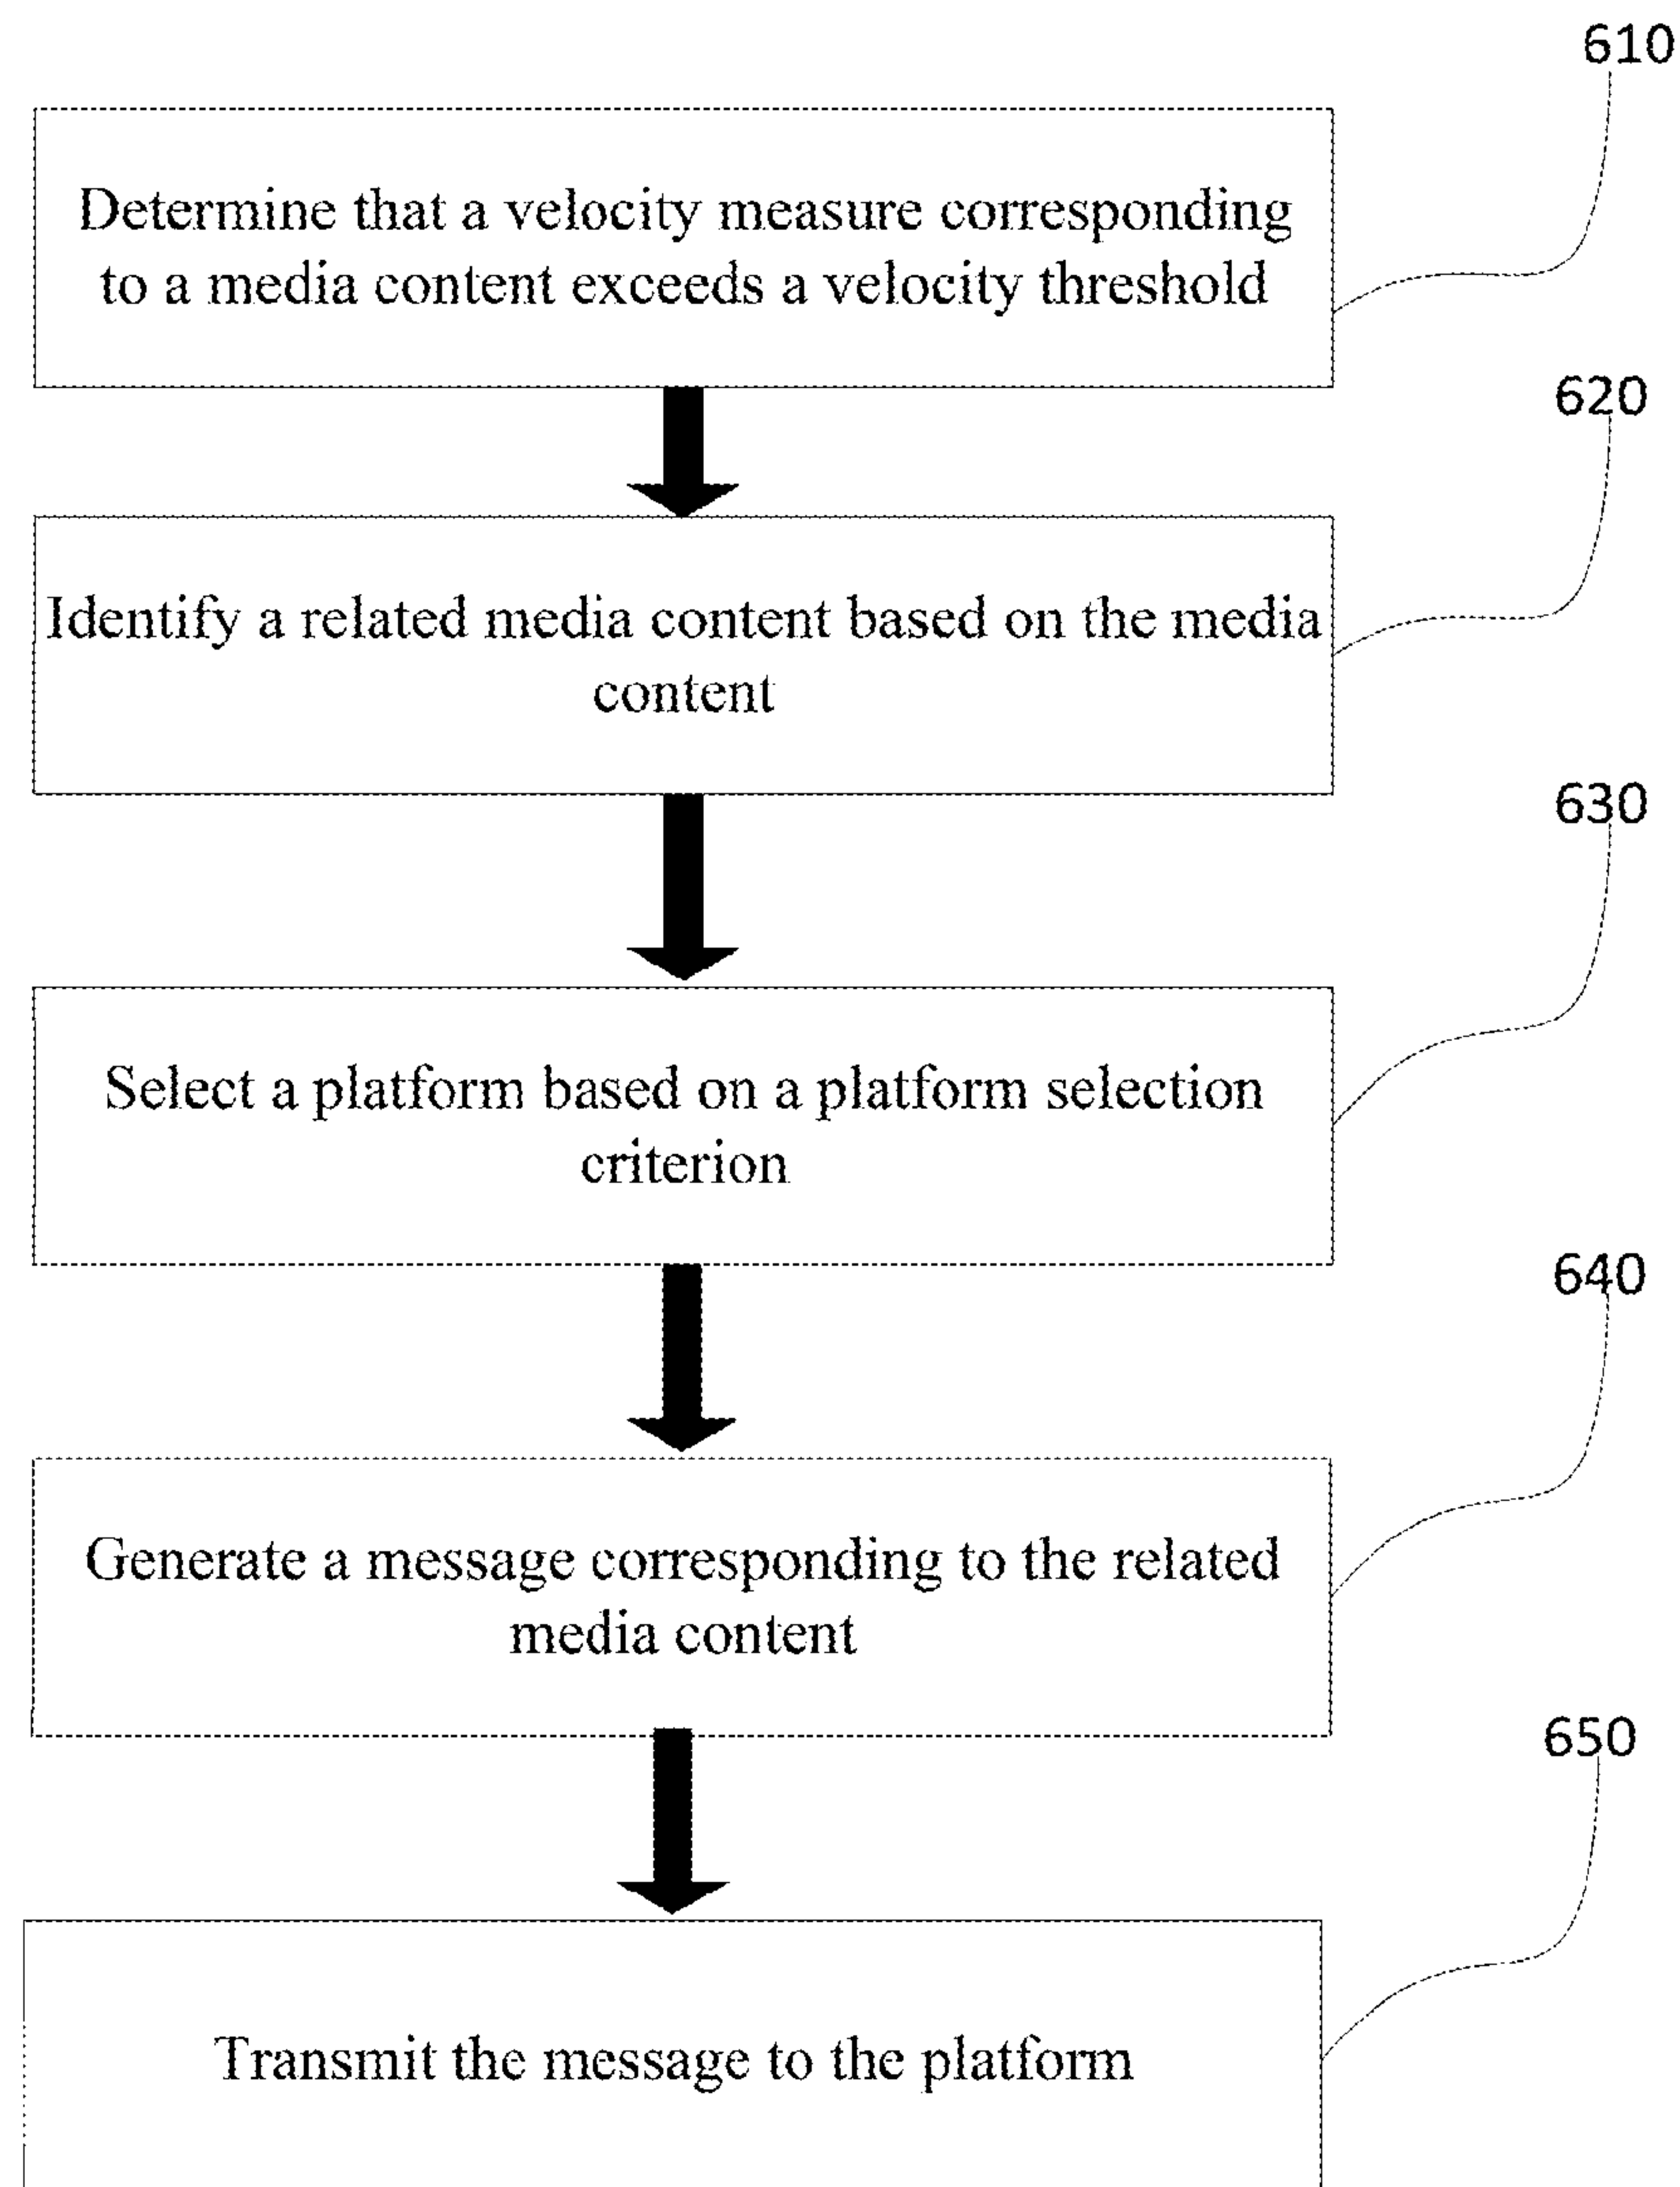 610
Determine that a velocity measure corresponding
to a media content exceeds a velocity threshold
620
Identify a related media content based on the media
content
630
Select a platform based on a platform selection
criterion
640
Generate a message corresponding to the related
media content
650
Transmit the message to the platform